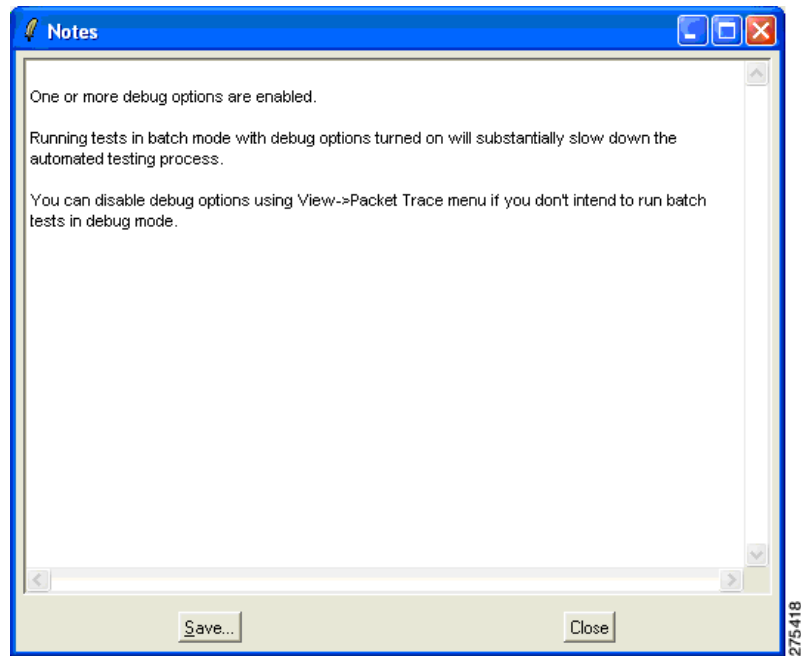 Notes
One or more debug options are enabled.
Running tests in batch mode with debug options turned on will substantially slow down the
automated testing process.
You can disable debug options using View->Packet Trace menu if you don't intend to run batch
tests in debug mode.
Save...
Close
275418